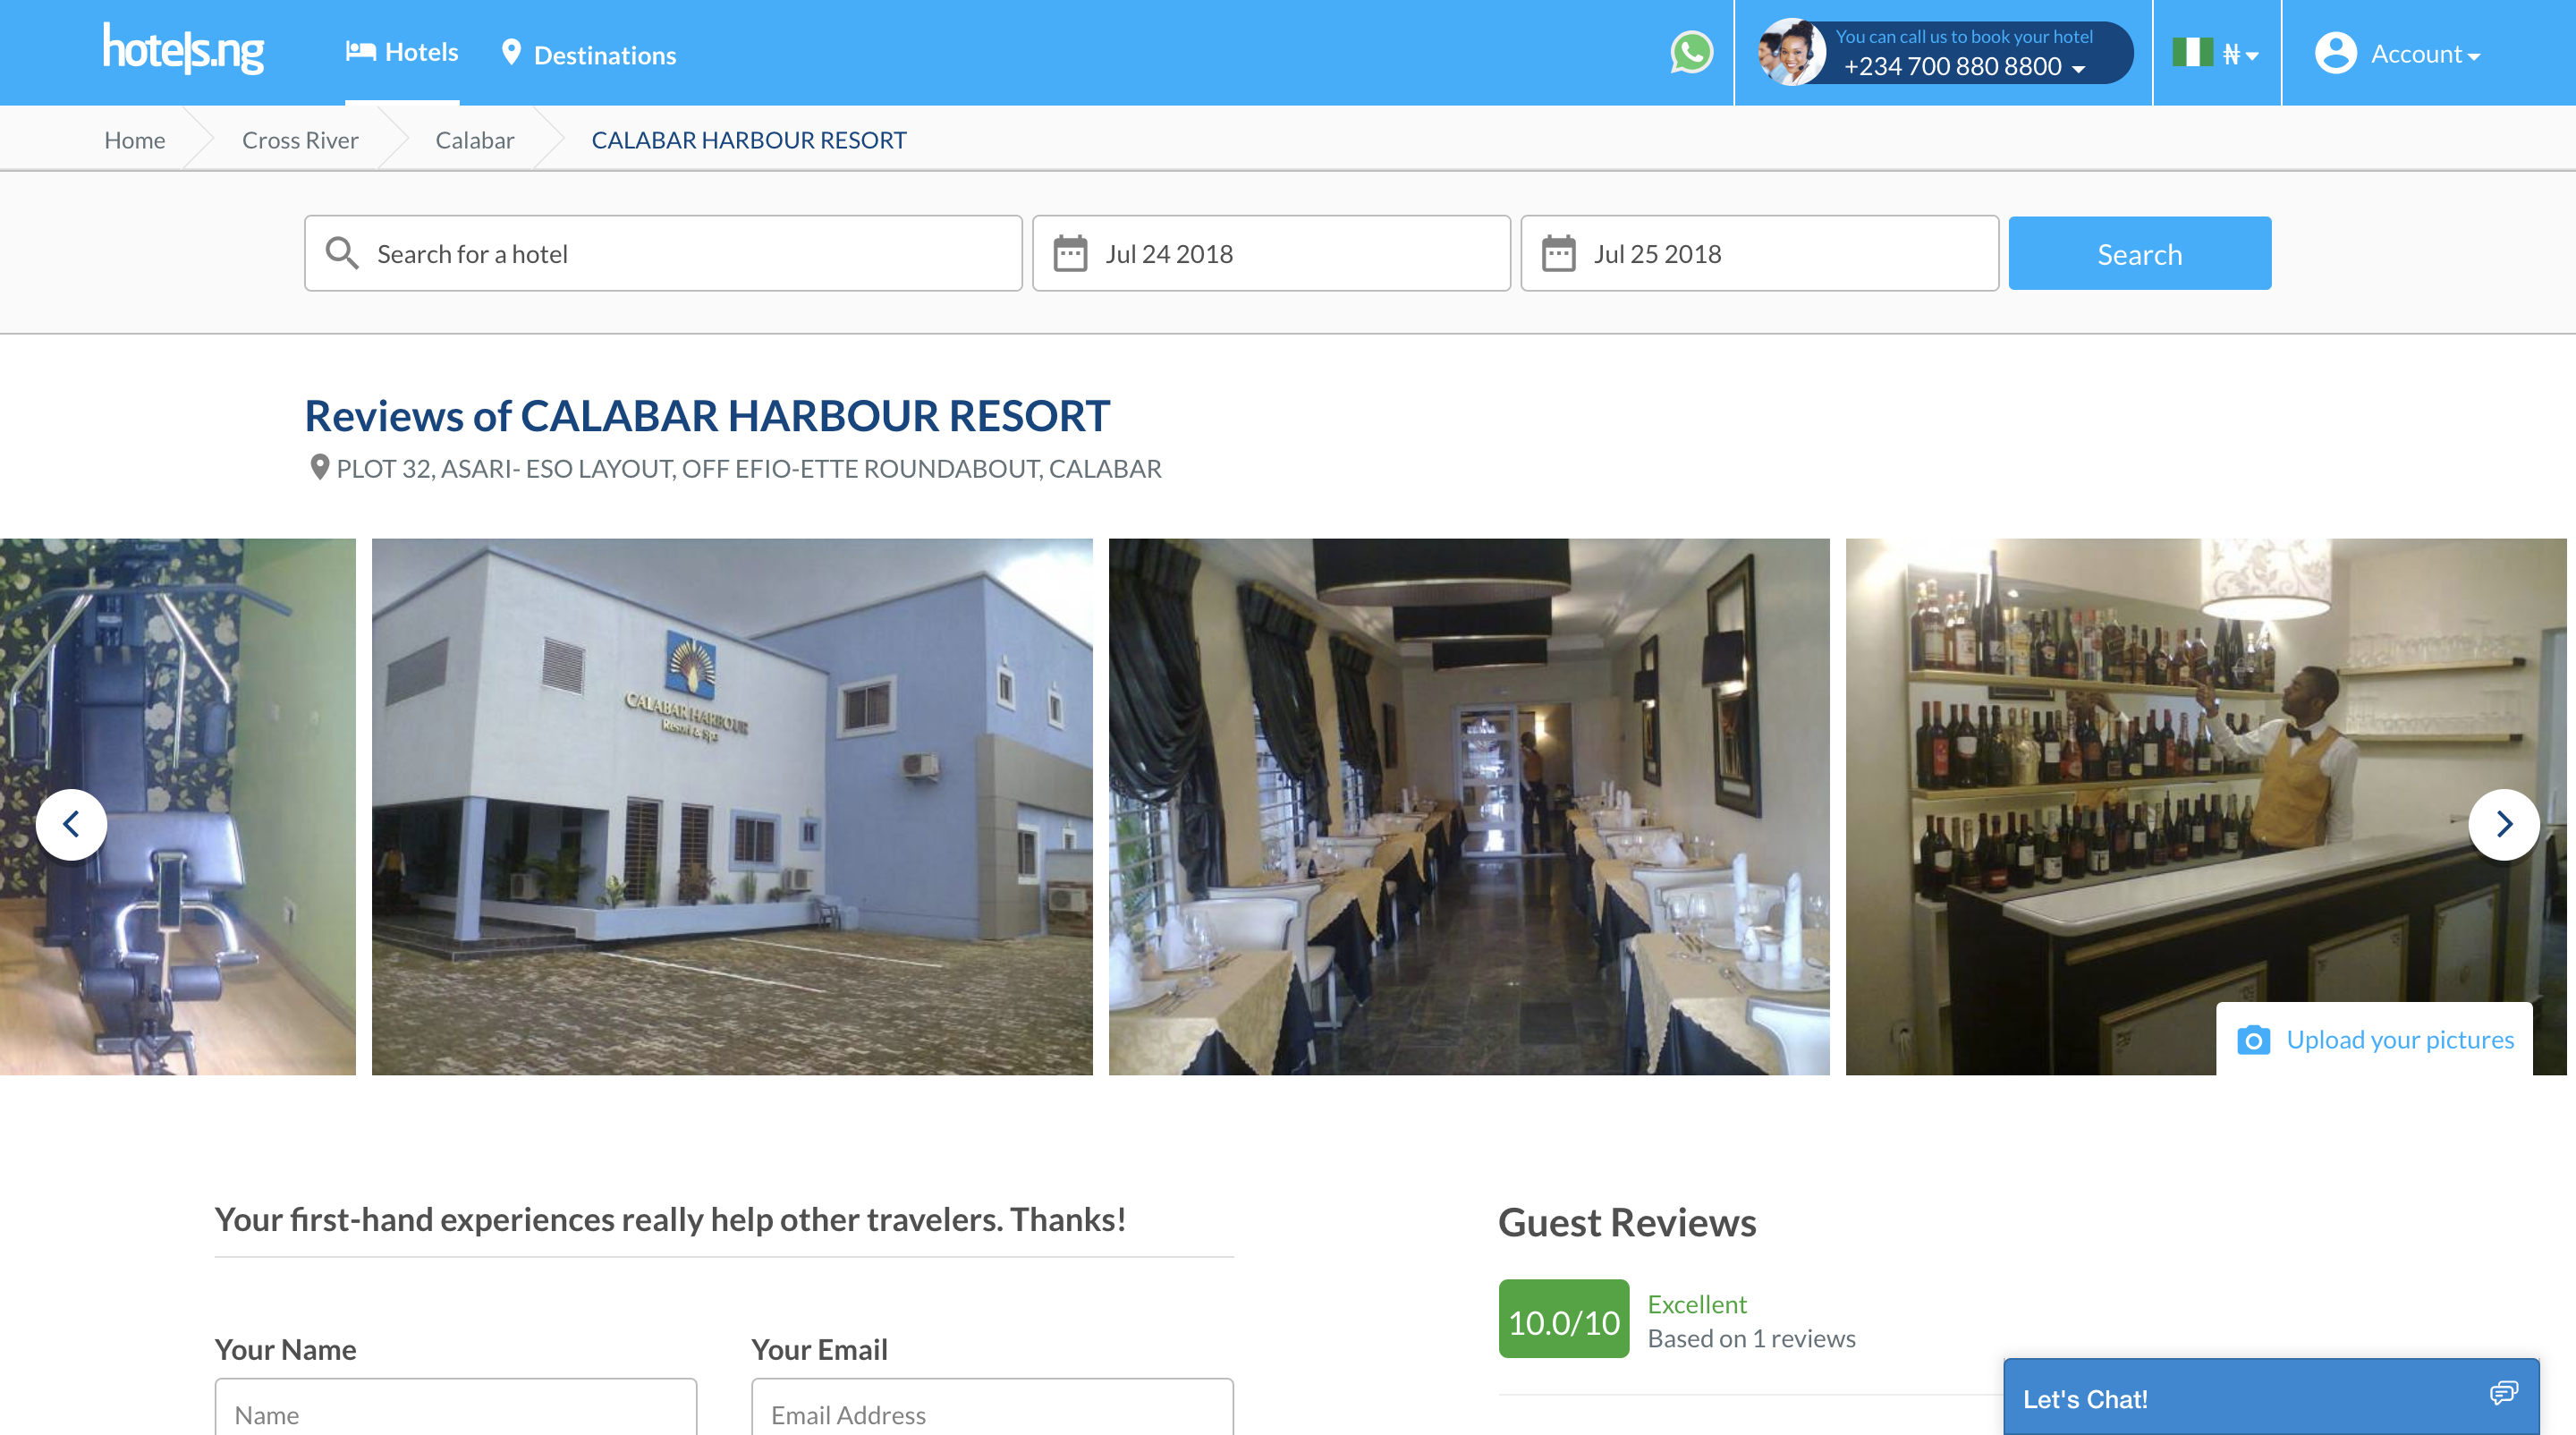 hotels.ng
Hotels
Destinations
You can call us to book your hotel
+234 700 880 8800
₦
Account
Home
Cross River
Calabar
CALABAR HARBOUR RESORT
Search for a hotel
Jul 24 2018
Jul 25 2018
Search
Reviews of CALABAR HARBOUR RESORT
PLOT 32, ASARI- ESO LAYOUT, OFF EFIO-ETTE ROUNDABOUT, CALABAR
CALABAR HARBOUR
Resort & Spa
Upload your pictures
Your first-hand experiences really help other travelers. Thanks!
Your Name
Your Email
Name
Email Address
Guest Reviews
10.0/10
Excellent
Based on 1 reviews
Let's Chat!